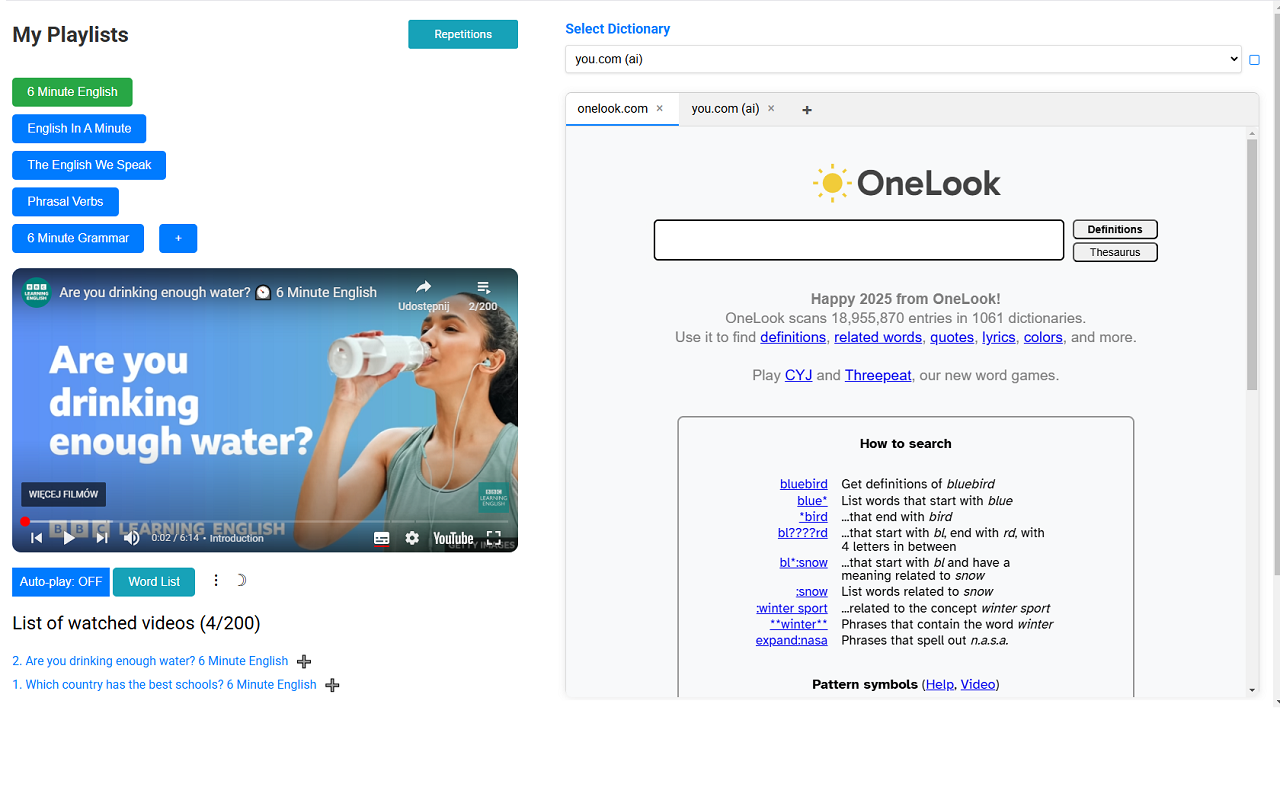 My Playlists
Repetitions
6 Minute English
English In A Minute
The English We Speak
Phrasal Verbs
6 Minute Grammar
+
BBC
LEARNING
ENGLISH
Are you drinking enough water? 6 Minute English
Udostępnij
2/200
Are you
drinking
enough water?
WIĘCEJ FILMÓW
BBC
LEARNING
ENGLISH
BBC LEARNING ENGLISH
0:02 / 6:14 • Introduction
YouTube
GETTY IMAGES
Auto-play: OFF
Word List
List of watched videos (4/200)
2. Are you drinking enough water? 6 Minute English
1. Which country has the best schools? 6 Minute English
Select Dictionary
you.com (ai)
onelook.com ×
you.com (ai) ×
+
OneLook
Definitions
Thesaurus
Happy 2025 from OneLook!
OneLook scans 18,955,870 entries in 1061 dictionaries.
Use it to find definitions, related words, quotes, lyrics, colors, and more.
Play CYJ and Threepeat, our new word games.
How to search
bluebird Get definitions of bluebird
blue* List words that start with blue
*bird ...that end with bird
bl????rd ...that start with bl, end with rd, with
4 letters in between
bl*:snow ...that start with bl and have a
meaning related to snow
:snow List words related to snow
:winter sport ...related to the concept winter sport
**winter** Phrases that contain the word winter
expand:nasa Phrases that spell out n.a.s.a.
Pattern symbols (Help, Video)